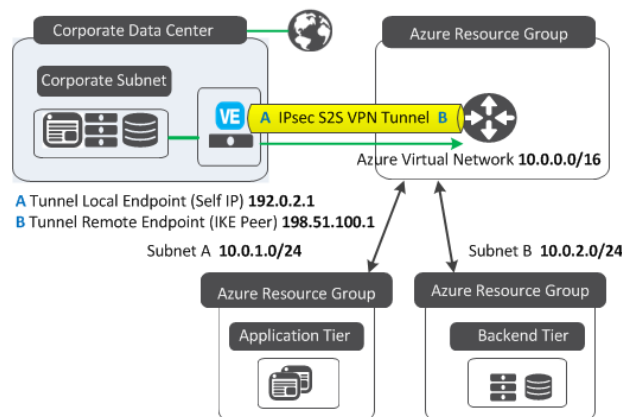 Corporate Data Center
Azure Resource Group
Corporate Subnet
VE
A IPsec S2S VPN Tunnel B
Azure Virtual Network 10.0.0.0/16
A Tunnel Local Endpoint (Self IP) 192.0.2.1
B Tunnel Remote Endpoint (IKE Peer) 198.51.100.1
Subnet A 10.0.1.0/24
Subnet B 10.0.2.0/24
Azure Resource Group
Azure Resource Group
Application Tier
Backend Tier